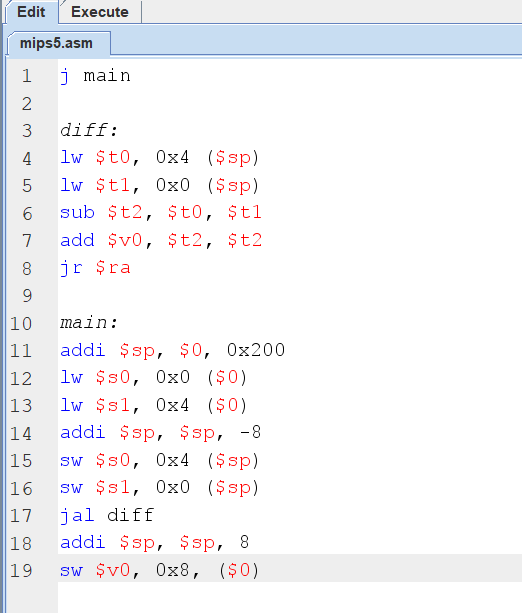 Edit Execute
mips5.asm
1 j main
2
3 diff:
4 lw $t0, 0x4 ($sp)
5 lw $t1, 0x0 ($sp)
6 sub $t2, $t0, $t1
7 add $v0, $t2, $t2
8 jr $ra
9
10 main:
11 addi $sp, $0, 0x200
12 lw $s0, 0x0 ($0)
13 lw $s1, 0x4 ($0)
14 addi $sp, $sp, -8
15 sw $s0, 0x4 ($sp)
16 sw $s1, 0x0 ($sp)
17 jal diff
18 addi $sp, $sp, 8
19 sw $v0, 0x8, ($0)